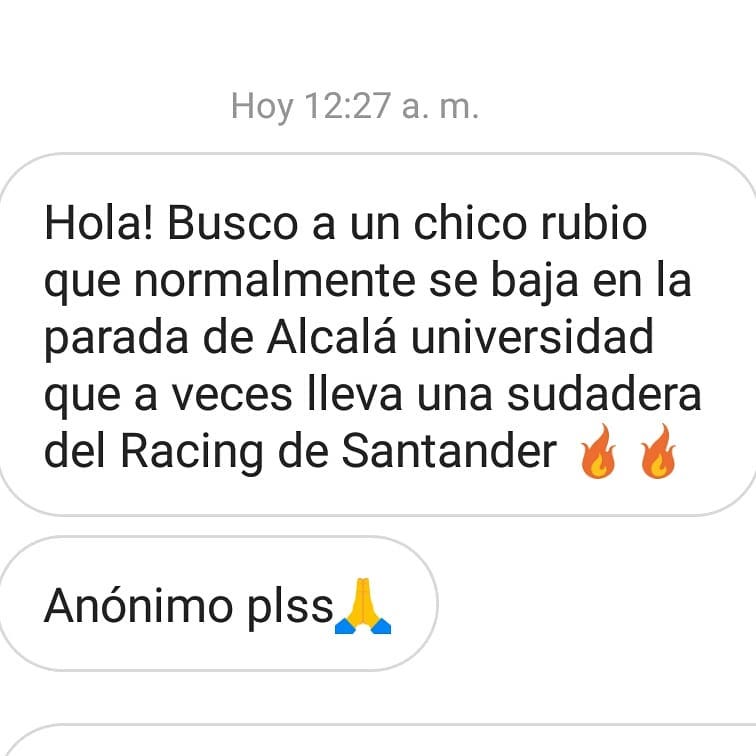 Hoy 12:27 a. m.
Hola! Busco a un chico rubio
que normalmente se baja en la
parada de Alcalá universidad
que a veces lleva una sudadera
del Racing de Santander 🔥🔥
Anónimo plss🙏